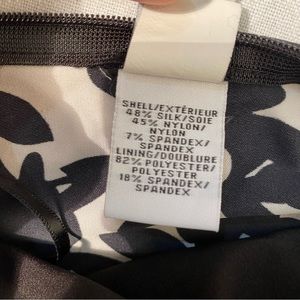 SHELL/EXTÉRIEUR
48% SILK/SOIE
45% NYLON/
NYLON
7% SPANDEX/
SPANDEX
LINING/DOUBLURE
82% POLYESTER/
POLYESTER
18% SPANDEX/
SPANDEX